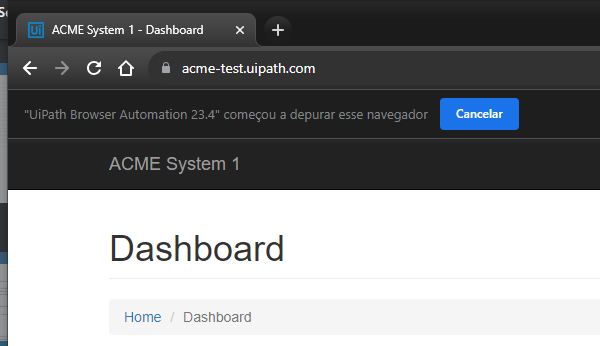 Se
Ui
ACME System 1 - Dashboard
acme-test.uipath.com
"UiPath Browser Automation 23.4" começou a depurar esse navegador
Cancelar
ACME System 1
Dashboard
Home / Dashboard